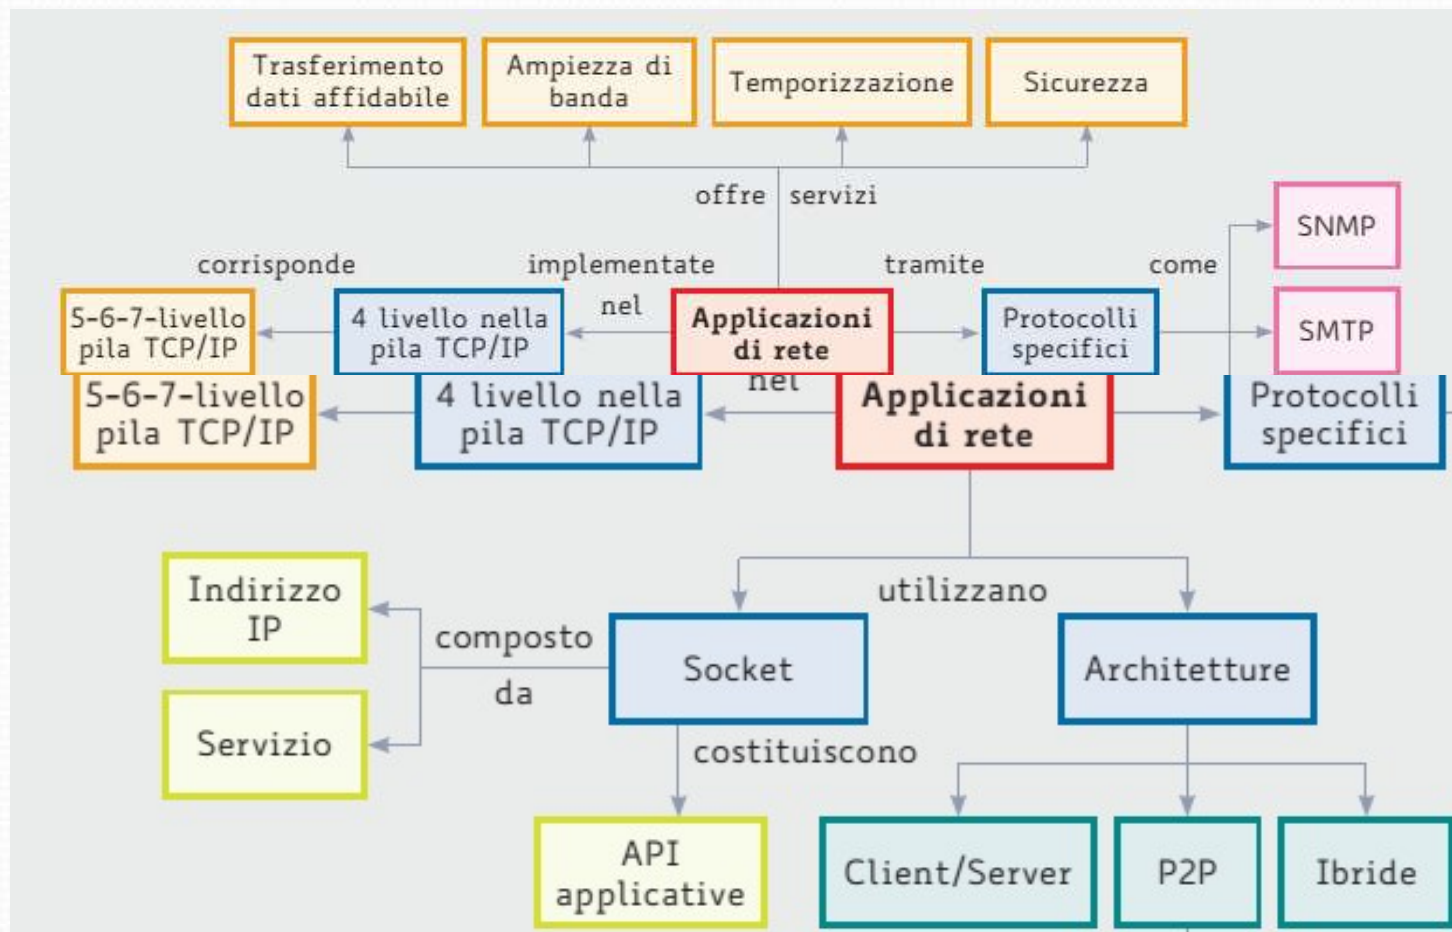 Trasferimento
dati affidabile
Ampiezza di
banda
Temporizzazione
Sicurezza
offre servizi
SNMP
corrisponde
implementate
nel
tramite
come
5-6-7-livello
pila TCP/IP
4 livello nella
pila TCP/IP
Applicazioni
di rete
Protocolli
specifici
SMTP
5-6-7-livello
pila TCP/IP
4 livello nella
pila TCP/IP
nel
Applicazioni
di rete
Protocolli
specifici
utilizzano
Indirizzo
IP
composto
da
Socket
Architetture
Servizio
costituiscono
API
applicative
Client/Server
P2P
Ibride